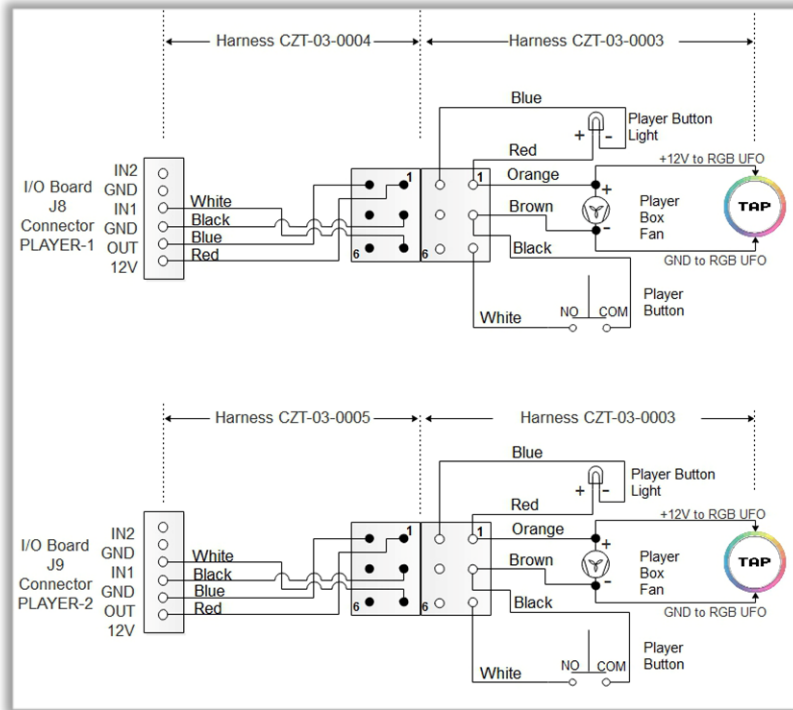 Harness CZT-03-0004
Harness CZT-03-0003
Blue
Player Button
Light
+ -
Red
+12V to RGB UFO
Orange
I/O Board
J8
Connector
PLAYER-1
IN2
GND
IN1
GND
OUT
12V
White
Black
Blue
Red
1
6
1
6
Brown
Black
White
+
-
Player
Box
Fan
TAP
GND to RGB UFO
NO COM
Player
Button
Harness CZT-03-0005
Harness CZT-03-0003
Blue
Player Button
Light
+ -
Red
+12V to RGB UFO
Orange
I/O Board
J9
Connector
PLAYER-2
IN2
GND
IN1
GND
OUT
12V
White
Black
Blue
Red
1
6
1
6
Brown
Black
White
+
-
Player
Box
Fan
TAP
GND to RGB UFO
NO COM
Player
Button